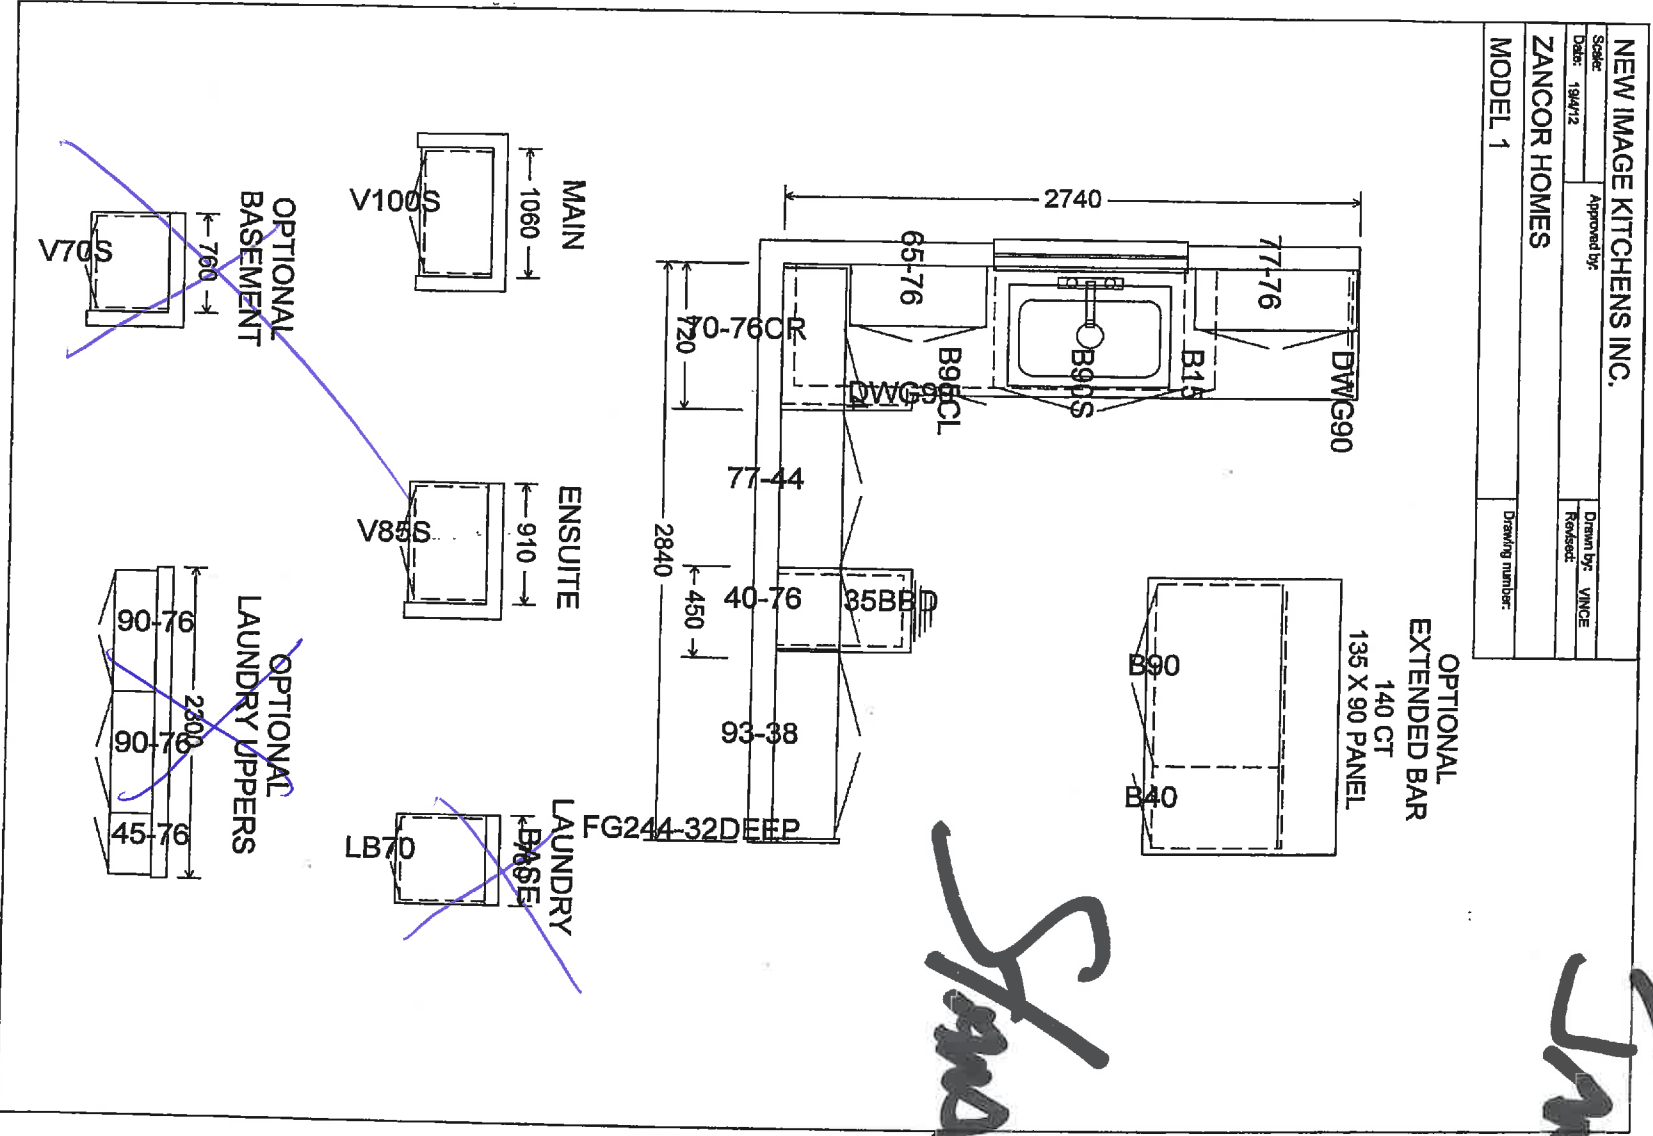 NEW IMAGE KITCHENS INC.
Scale:
Approved by:
Drawn by: VINCE
Date: 19/4/12
Revised:
ZANCOR HOMES
MODEL 1
Drawing number:
2740
65-76
77-76
70-76CR
720
DWG90
B95CL
B90S
B15
DWG90
77-44
2840
40-76
35BBD
450
93-38
FG244-32DEEP
OPTIONAL
EXTENDED BAR
140 CT
135 X 90 PANEL
B90
B40
MAIN
1060
V100S
ENSUITE
910
V85S
LAUNDRY
BASE
760
LB70
OPTIONAL
BASEMENT
760
V70S
OPTIONAL
LAUNDRY UPPERS
2300
90-76
90-76
45-76